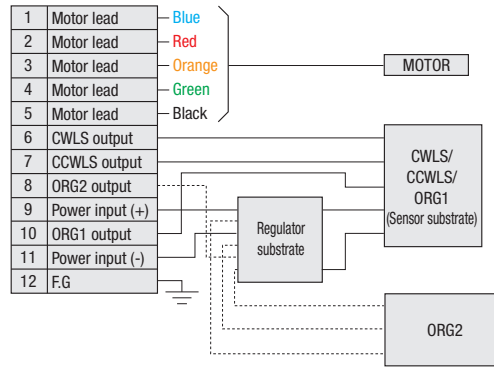 1 Motor lead Blue
2 Motor lead Red
3 Motor lead Orange
4 Motor lead Green
5 Motor lead Black
6 CWLS output
7 CCWLS output
8 ORG2 output
9 Power input (+)
10 ORG1 output
11 Power input (-)
12 F.G
MOTOR
CWLS/
CCWLS/
ORG1
(Sensor substrate)
Regulator
substrate
ORG2